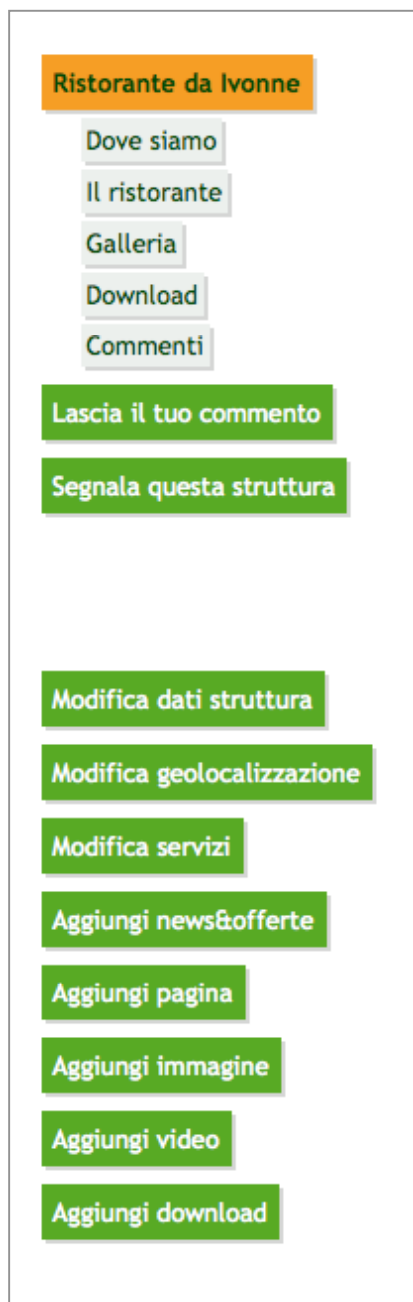 Ristorante da Ivonne
Dove siamo
Il ristorante
Galleria
Download
Commenti
Lascia il tuo commento
Segnala questa struttura
Modifica dati struttura
Modifica geolocalizzazione
Modifica servizi
Aggiungi news&offerte
Aggiungi pagina
Aggiungi immagine
Aggiungi video
Aggiungi download